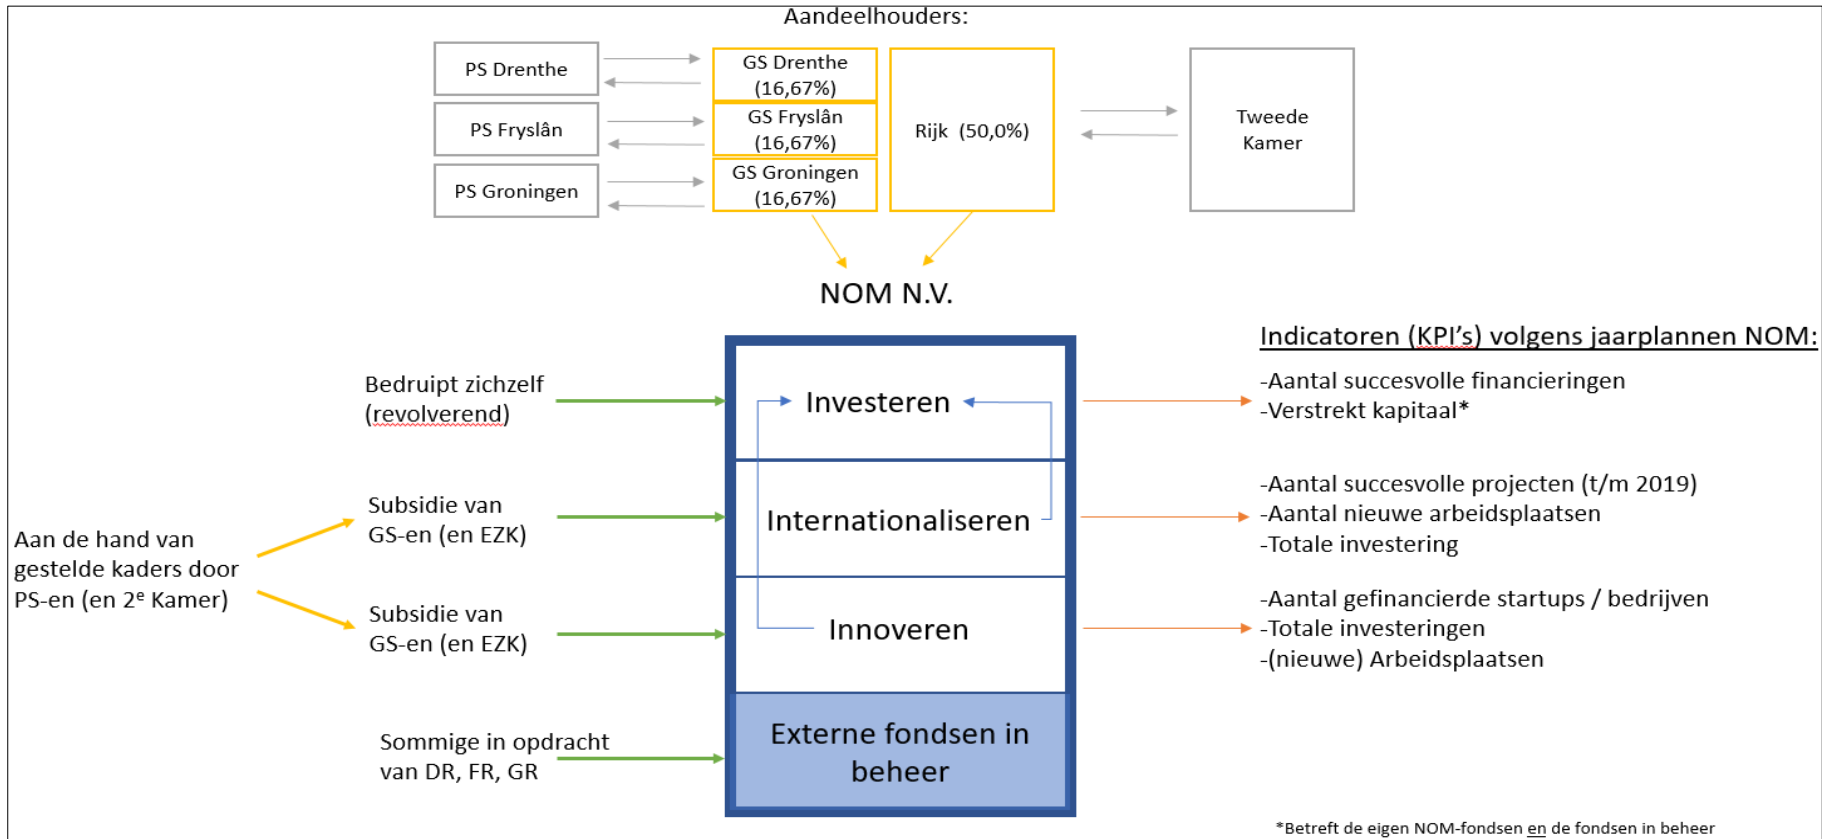 Aandeelhouders:
PS Drenthe
GS Drenthe
(16,67%)
PS Fryslân
GS Fryslân
(16,67%)
PS Groningen
GS Groningen
(16,67%)
Rijk (50,0%)
Tweede
Kamer
NOM N.V.
Indicatoren (KPI's) volgens jaarplannen NOM:
Bedruipt zichzelf
(revolverend)
Investeren
-Aantal succesvolle financieringen
-Verstrekt kapitaal*
Aan de hand van
gestelde kaders door
PS-en (en 2e Kamer)
Subsidie van
GS-en (en EZK)
Internationaliseren
-Aantal succesvolle projecten (t/m 2019)
-Aantal nieuwe arbeidsplaatsen
-Totale investering
Subsidie van
GS-en (en EZK)
Innoveren
-Aantal gefinancierde startups / bedrijven
-Totale investeringen
-(nieuwe) Arbeidsplaatsen
Sommige in opdracht
van DR, FR, GR
Externe fondsen in
beheer
*Betreft de eigen NOM-fondsen en de fondsen in beheer